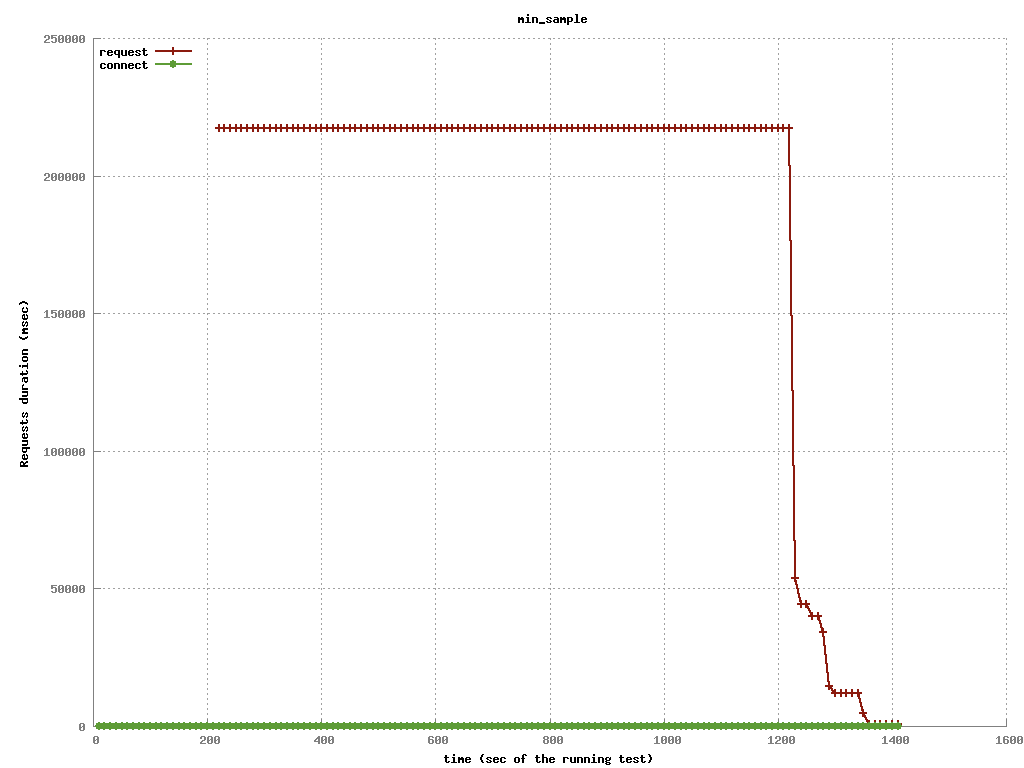 min_sample
250000
request
connect
200000
150000
Requests duration (msec)
100000
50000
0
0 200 400 600 800 1000 1200 1400 1600
time (sec of the running test)